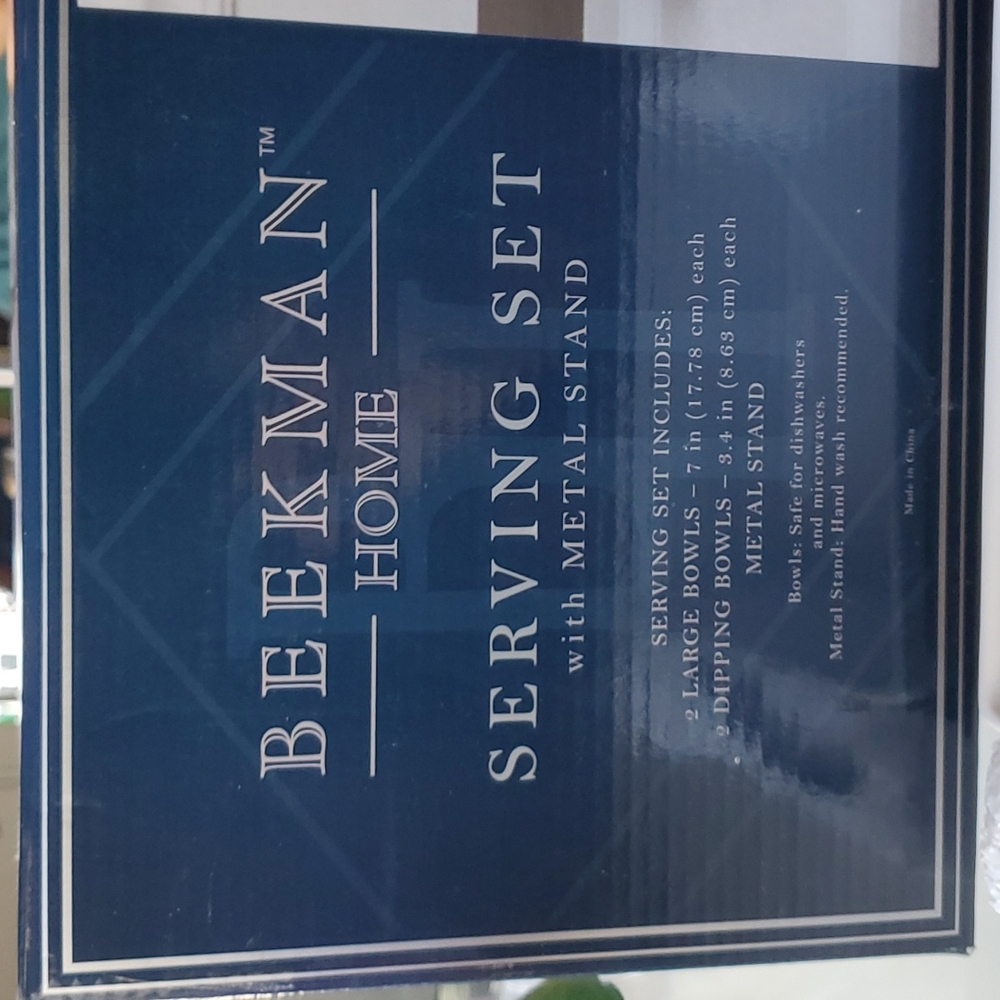 BEEKMAN™
HOME
SERVING SET
with METAL STAND
SERVING SET INCLUDES:
2 LARGE BOWLS – 7 in (17.78 cm) each
2 DIPPING BOWLS – 3.4 in (8.63 cm) each
METAL STAND
Bowls: Safe for dishwashers
and microwaves.
Metal Stand: Hand wash recommended.
Made in China